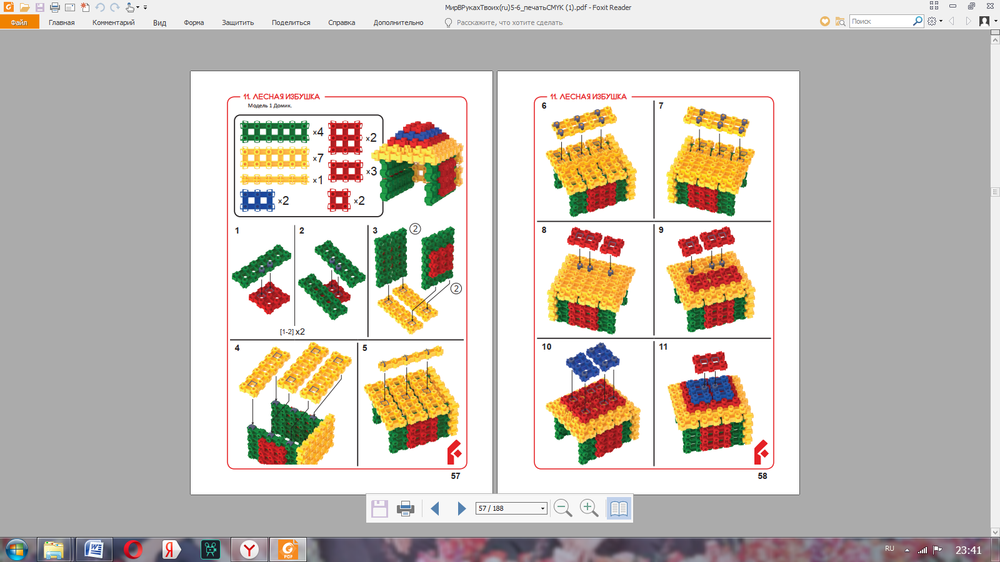 МирВРукахТвоих(ru)5-6_печатьCMYK (1).pdf - Foxit Reader
Файл Главная Комментарий Вид Форма Защитить Поделиться Справка Дополнительно Расскажите, что хотите сделать Поиск
11. ЛЕСНАЯ ИЗБУШКА
Модель 1 Домик.
×4
×2
×7
×3
×1
×2
×2
1
2
3
2
2
[1-2] x2
4
5
57
11. ЛЕСНАЯ ИЗБУШКА
6
7
8
9
10
11
58
57 / 188
PDF
RU
23:41